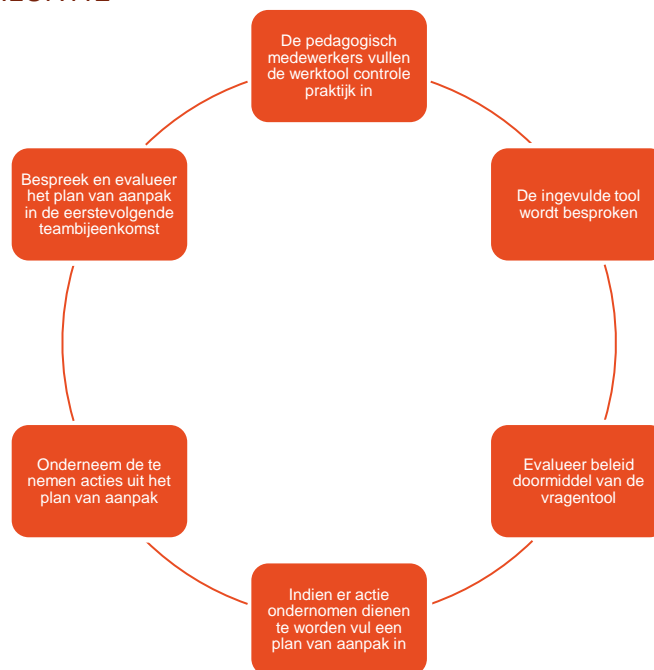 De pedagogisch
medewerkers vullen
de werktool controle
praktijk in
De ingevulde tool
wordt besproken
Evalueer beleid
doormiddel van de
vragentool
Indien er actie
ondernomen dienen
te worden vul een
plan van aanpak in
Onderneem de te
nemen acties uit het
plan van aanpak
Bespreek en evalueer
het plan van aanpak
in de eerstevolgende
teambijeenkomst